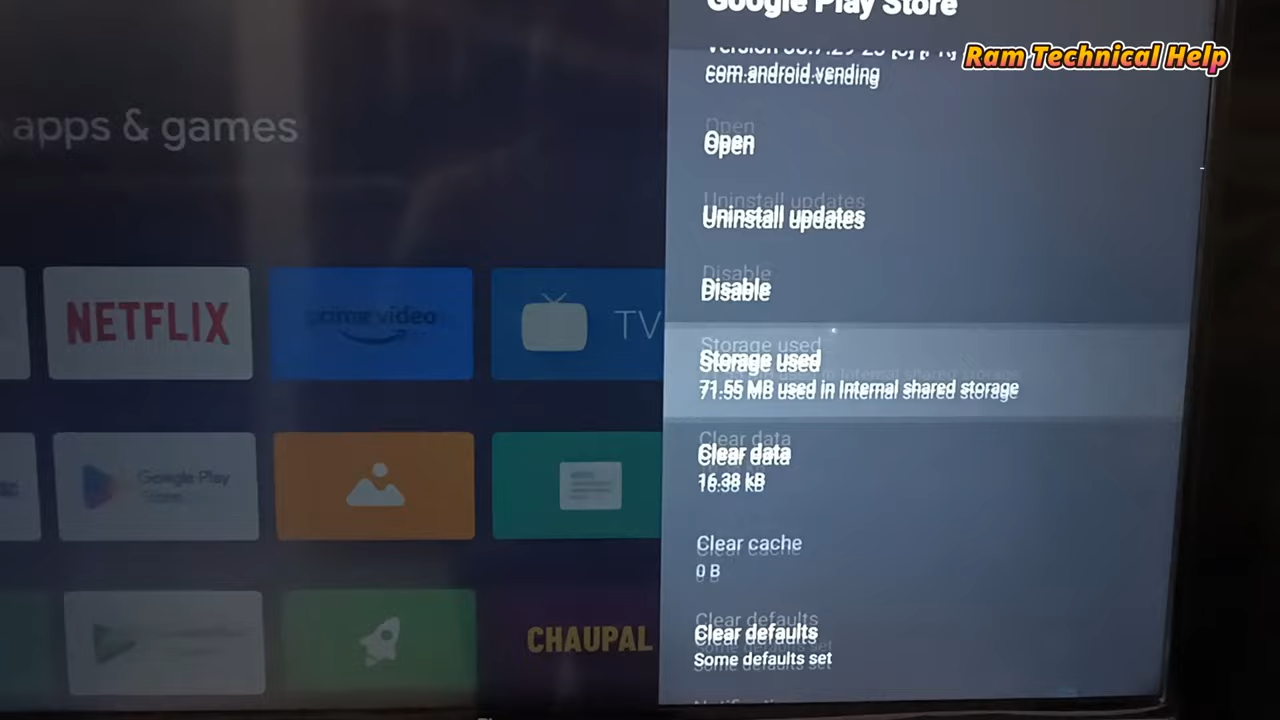 Google Play Store
Ram Technical Help
com.android.vending
apps & games
Open
Uninstall updates
Disable
NETFLIX
prime video
TV
Storage used
71.55 MB used in Internal shared storage
Clear data
16.38 kB
Google Play
Clear cache
0 B
Clear defaults
Some defaults set
CHAUPAL